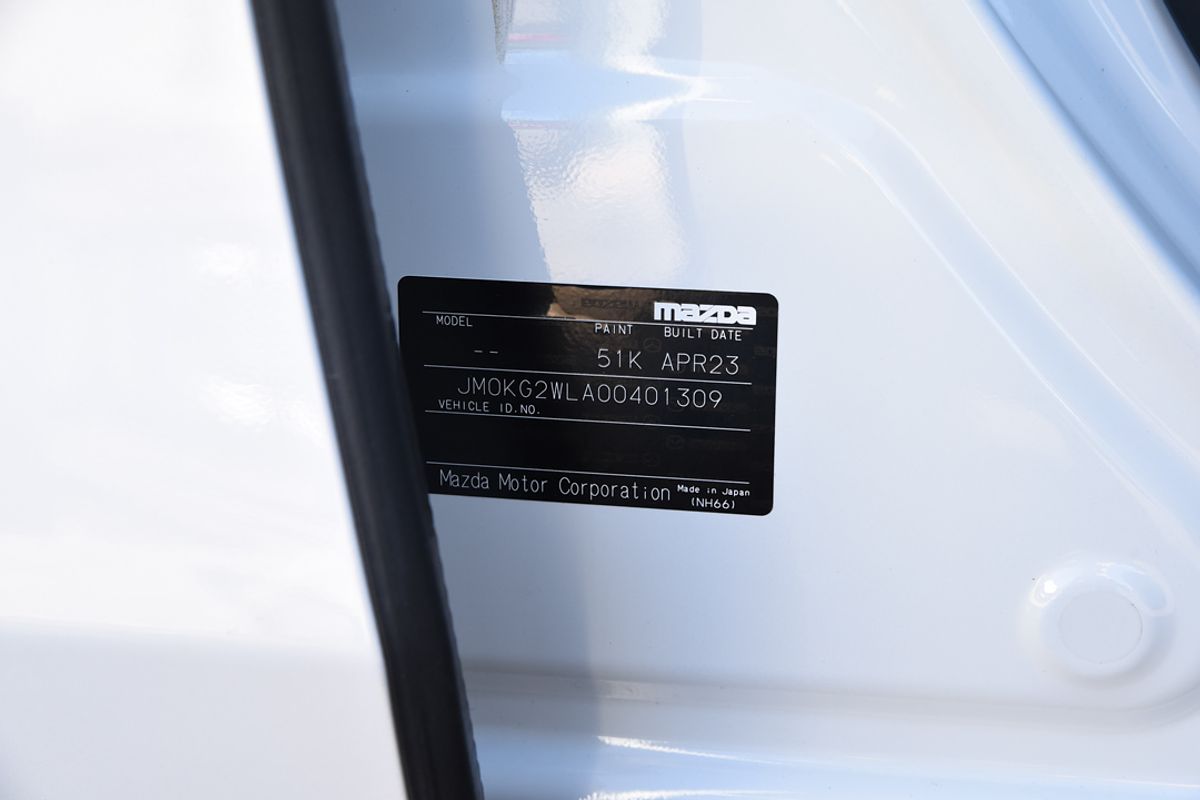 mazda
MODEL PAINT BUILT DATE
-- 51K APR23
JM0KG2WLA00401309
VEHICLE ID.NO.
Mazda Motor Corporation Made in Japan
(NH66)